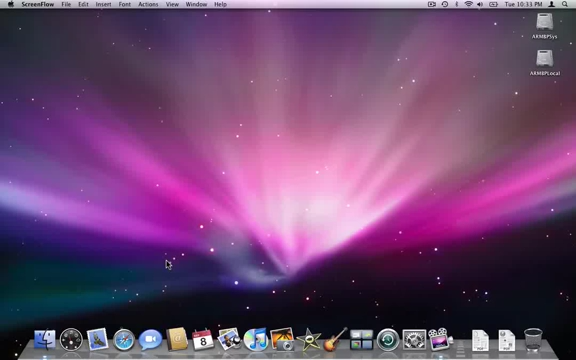 ScreenFlow File Edit Insert Font Actions View Window Help Tue 10:33 PM
ARMBPSys
ARMBPLocal
8